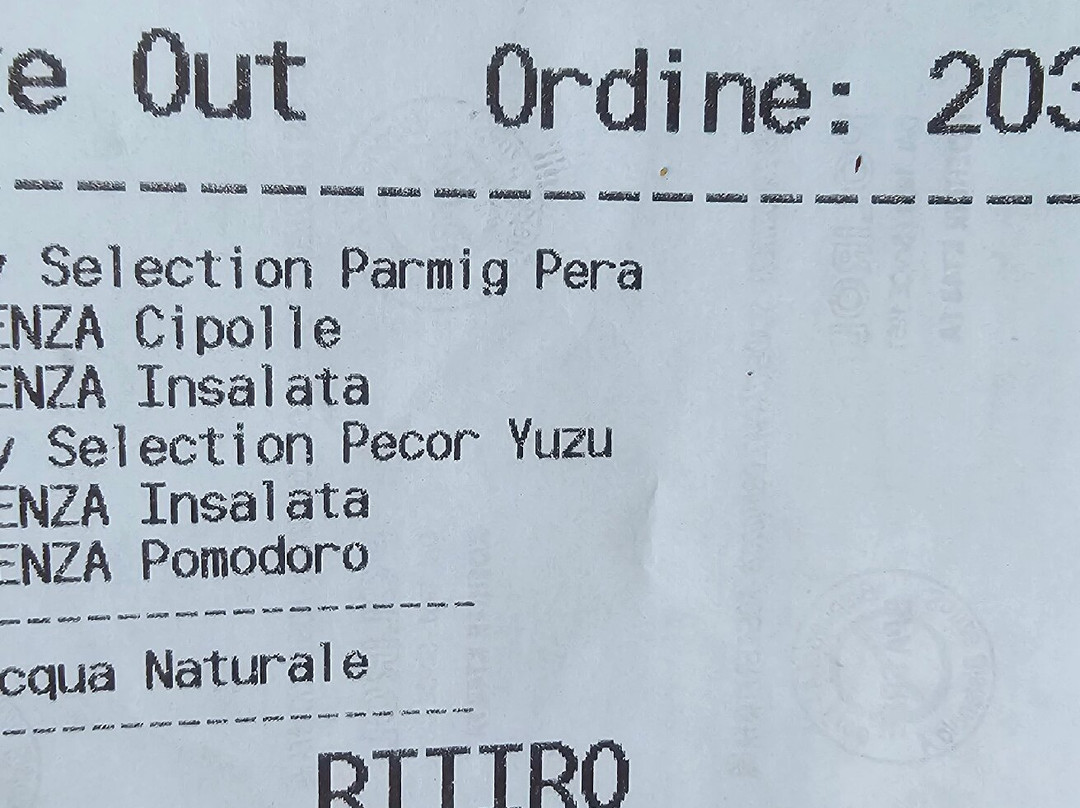 ke Out Ordine: 203
y Selection Parmig Pera
ENZA Cipolle
ENZA Insalata
y Selection Pecor Yuzu
ENZA Insalata
ENZA Pomodoro
cqua Naturale
RITIRO